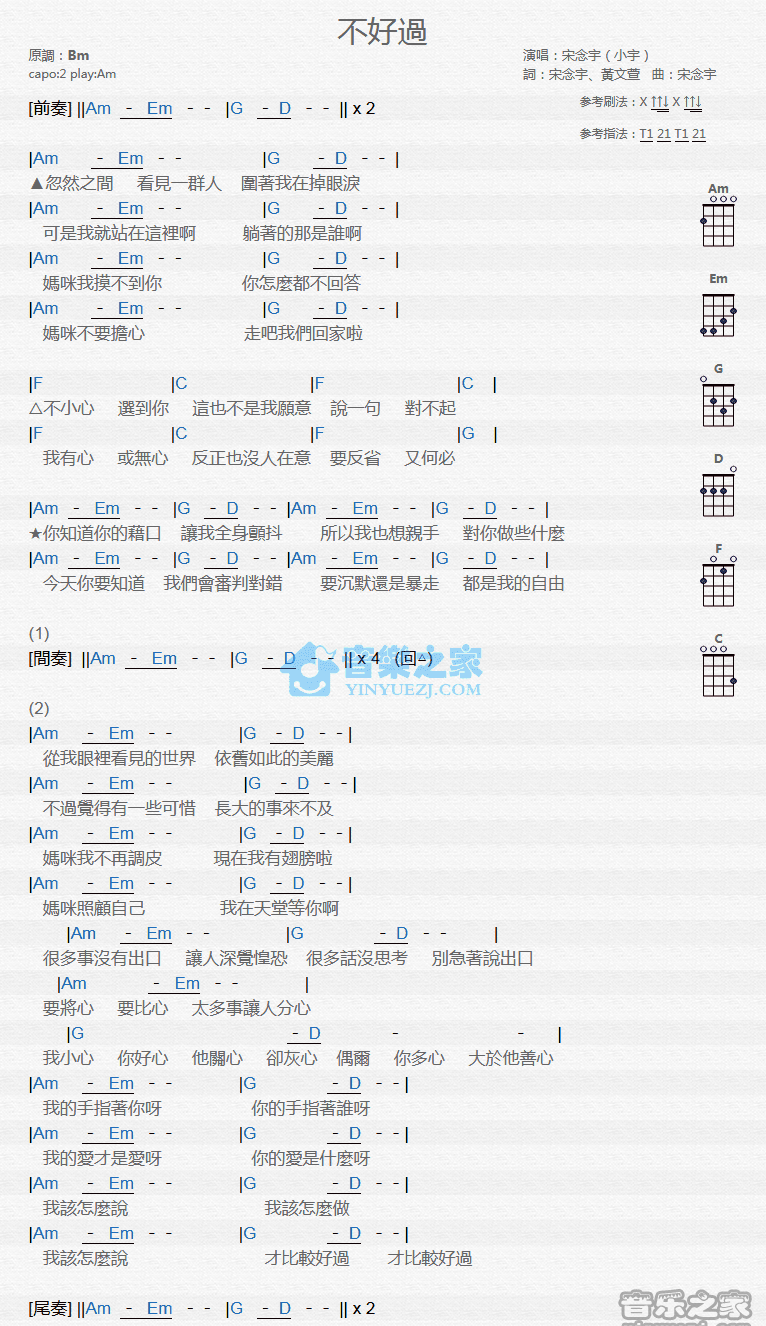 不好過
原調：Bm
capo:2 play:Am
演唱：宋念宇（小宇）
詞：宋念宇、黃文萱　曲：宋念宇
参考刷法：X ↑↑↓ X ↑↑↓
参考指法：T1 21 T1 21
[前奏] ||Am - Em - - |G - D - - || x 2
|Am - Em - - |G - D - - |
▲忽然之間 看見一群人 圍著我在掉眼淚
|Am - Em - - |G - D - - |
可是我就站在這裡啊 躺著的那是誰啊
|Am - Em - - |G - D - - |
媽咪我摸不到你 你怎麼都不回答
|Am - Em - - |G - D - - |
媽咪不要擔心 走吧我們回家啦
|F |C |F |C |
△不小心 選到你 這也不是我願意 說一句 對不起
|F |C |F |G |
我有心 或無心 反正也沒人在意 要反省 又何必
|Am - Em - - |G - D - - |Am - Em - - |G - D - - |
★你知道你的藉口 讓我全身顫抖 所以我也想親手 對你做些什麼
|Am - Em - - |G - D - - |Am - Em - - |G - D - - |
今天你要知道 我們會審判對錯 要沉默還是暴走 都是我的自由
(1)
[間奏] ||Am - Em - - |G - D - - || x 4 (回△)
音樂之家
YINYUEZJ.COM
(2)
|Am - Em - - |G - D - - |
從我眼裡看見的世界 依舊如此的美麗
|Am - Em - - |G - D - - |
不過覺得有一些可惜 長大的事來不及
|Am - Em - - |G - D - - |
媽咪我不再調皮 現在我有翅膀啦
|Am - Em - - |G - D - - |
媽咪照顧自己 我在天堂等你啊
|Am - Em - - |G - D - - |
很多事沒有出口 讓人深覺惶恐 很多話沒思考 別急著說出口
|Am - Em - - |
要將心 要比心 太多事讓人分心
|G - D - - |
我小心 你好心 他關心 卻灰心 偶爾 你多心 大於他善心
|Am - Em - - |G - D - - |
我的手指著你呀 你的手指著誰呀
|Am - Em - - |G - D - - |
我的愛才是愛呀 你的愛是什麼呀
|Am - Em - - |G - D - - |
我該怎麼說 我該怎麼做
|Am - Em - - |G - D - - |
我該怎麼說 才比較好過 才比較好過
[尾奏] ||Am - Em - - |G - D - - || x 2
Am
Em
G
D
F
C
音乐之家